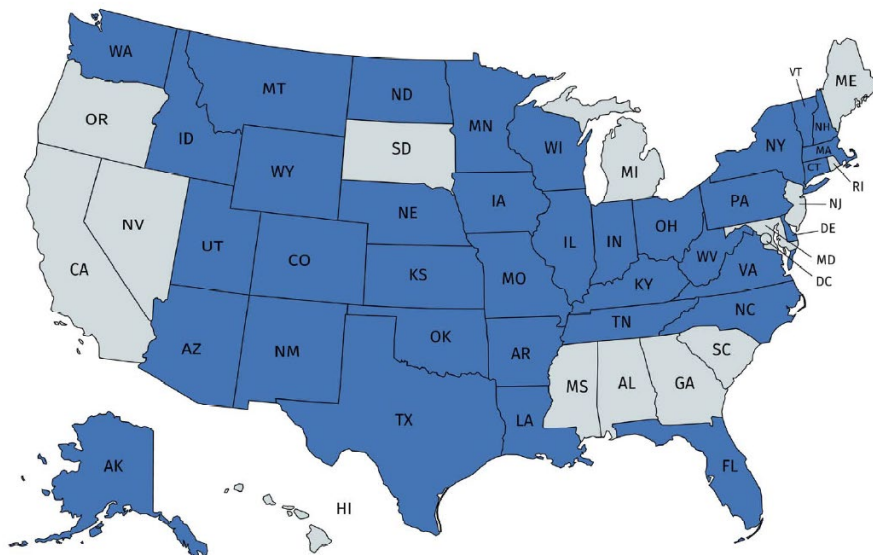 WA
MT
ND
MN
OR
ID
WY
SD
WI
MI
NY
VT
NH
ME
MA
CT
RI
NJ
PA
DE
MD
DC
NV
CA
UT
CO
NE
IA
IL
IN
OH
WV
VA
KS
MO
KY
NC
TN
AZ
NM
OK
AR
SC
MS
AL
GA
TX
LA
FL
AK
HI